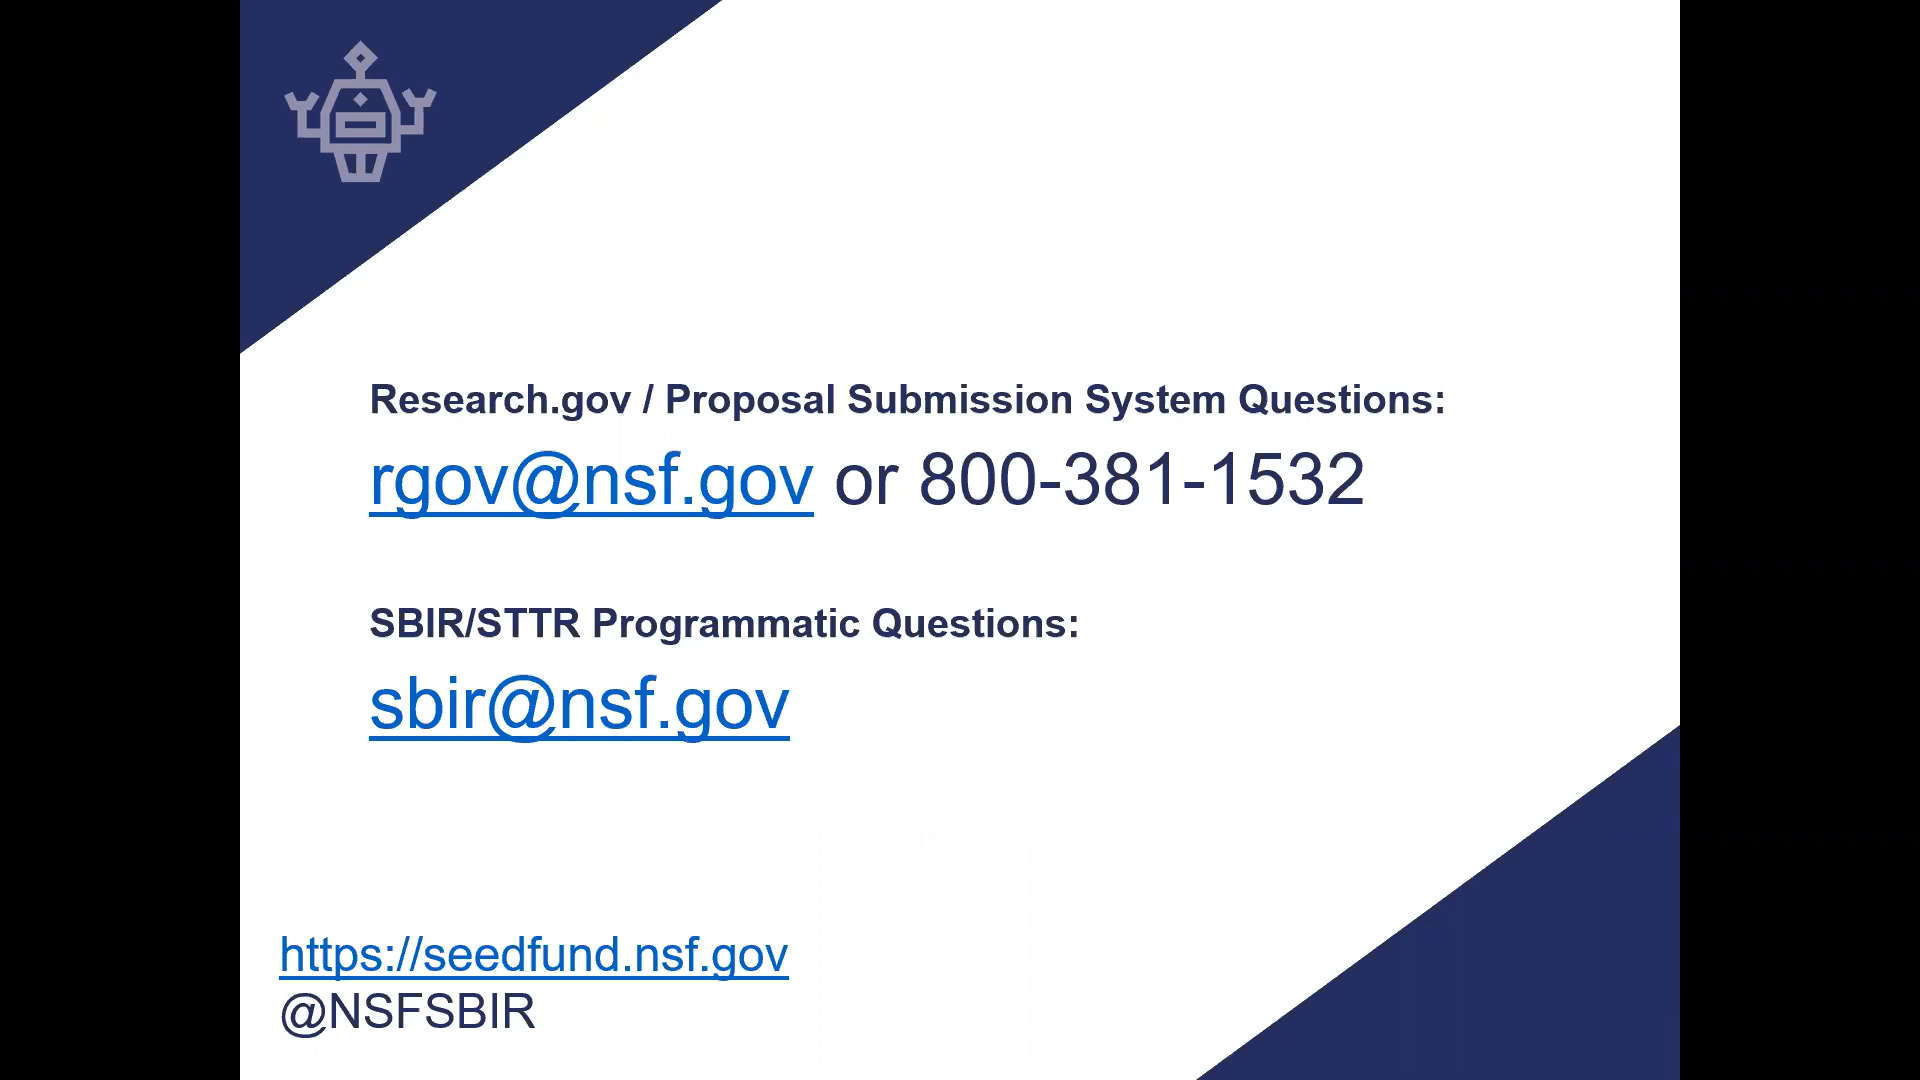 Research.gov / Proposal Submission System Questions:
rgov@nsf.gov or 800-381-1532
SBIR/STTR Programmatic Questions:
sbir@nsf.gov
https://seedfund.nsf.gov
@NSFSBIR